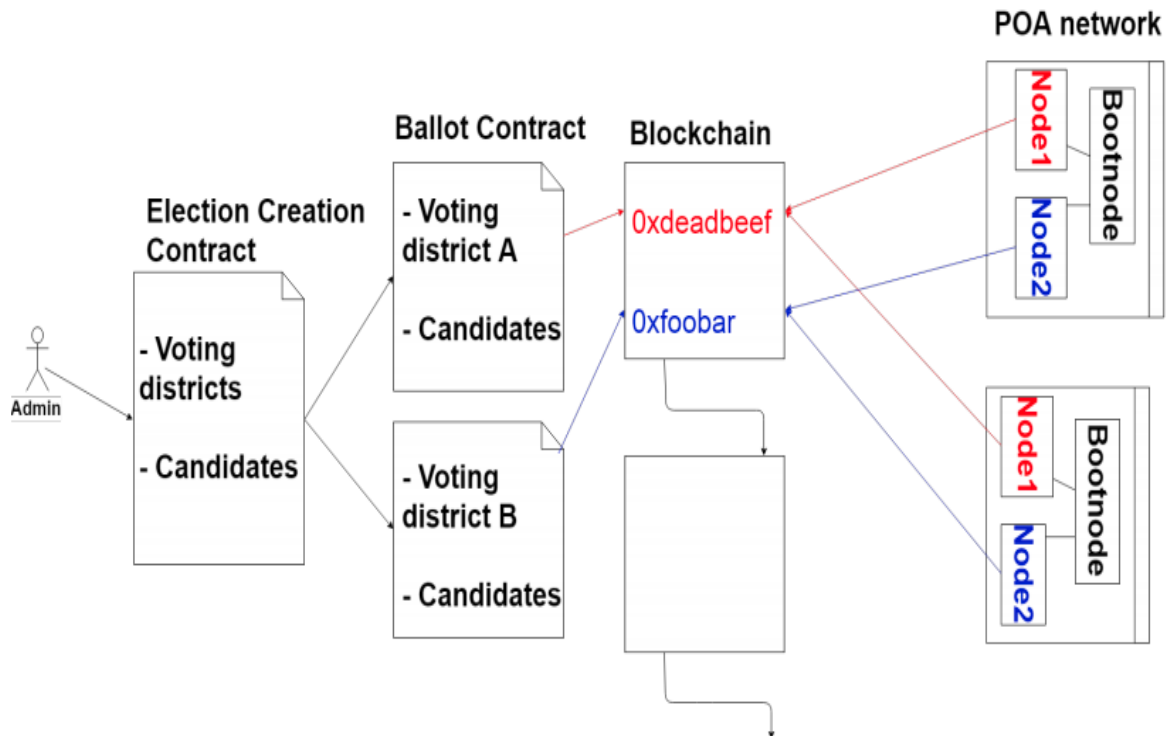 POA network
Node1
Bootnode
Node2
Ballot Contract
Blockchain
- Voting
district A
- Candidates
0xdeadbeef
0xfoobar
Election Creation
Contract
- Voting
districts
- Candidates
Admin
- Voting
district B
- Candidates
Node1
Bootnode
Node2